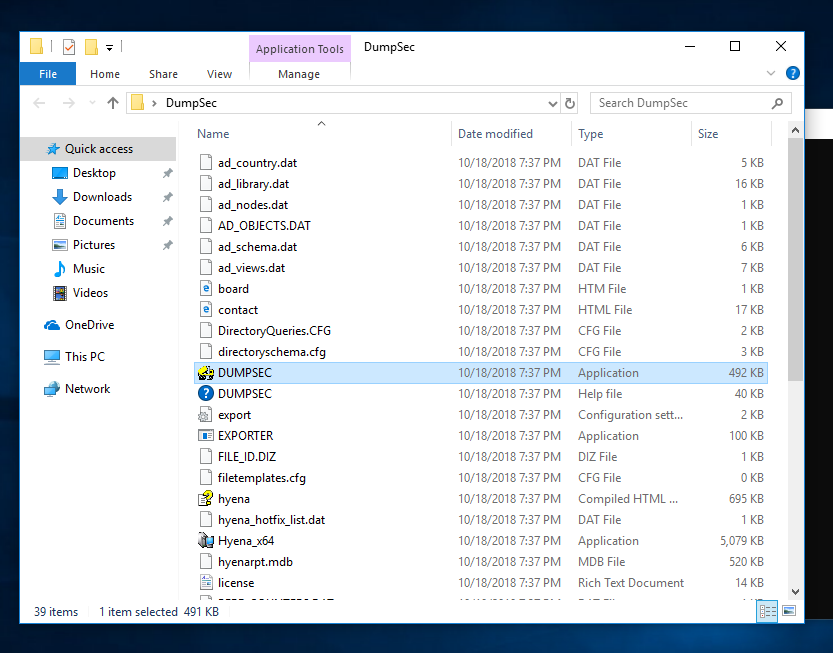 Application Tools DumpSec
File Home Share View Manage
DumpSec Search DumpSec
Name Date modified Type Size
Quick access
Desktop
Downloads
Documents
Pictures
Music
Videos
OneDrive
This PC
Network
ad_country.dat 10/18/2018 7:37 PM DAT File 5 KB
ad_library.dat 10/18/2018 7:37 PM DAT File 16 KB
ad_nodes.dat 10/18/2018 7:37 PM DAT File 1 KB
AD_OBJECTS.DAT 10/18/2018 7:37 PM DAT File 1 KB
ad_schema.dat 10/18/2018 7:37 PM DAT File 6 KB
ad_views.dat 10/18/2018 7:37 PM DAT File 7 KB
board 10/18/2018 7:37 PM HTM File 1 KB
contact 10/18/2018 7:37 PM HTML File 17 KB
DirectoryQueries.CFG 10/18/2018 7:37 PM CFG File 2 KB
directoryschema.cfg 10/18/2018 7:37 PM CFG File 3 KB
DUMPSEC 10/18/2018 7:37 PM Application 492 KB
DUMPSEC 10/18/2018 7:37 PM Help file 40 KB
export 10/18/2018 7:37 PM Configuration sett... 2 KB
EXPORTER 10/18/2018 7:37 PM Application 100 KB
FILE_ID.DIZ 10/18/2018 7:37 PM DIZ File 1 KB
filetemplates.cfg 10/18/2018 7:37 PM CFG File 0 KB
hyena 10/18/2018 7:37 PM Compiled HTML ... 695 KB
hyena_hotfix_list.dat 10/18/2018 7:37 PM DAT File 1 KB
Hyena_x64 10/18/2018 7:37 PM Application 5,079 KB
hyenarpt.mdb 10/18/2018 7:37 PM MDB File 520 KB
license 10/18/2018 7:37 PM Rich Text Document 14 KB
39 items 1 item selected 491 KB